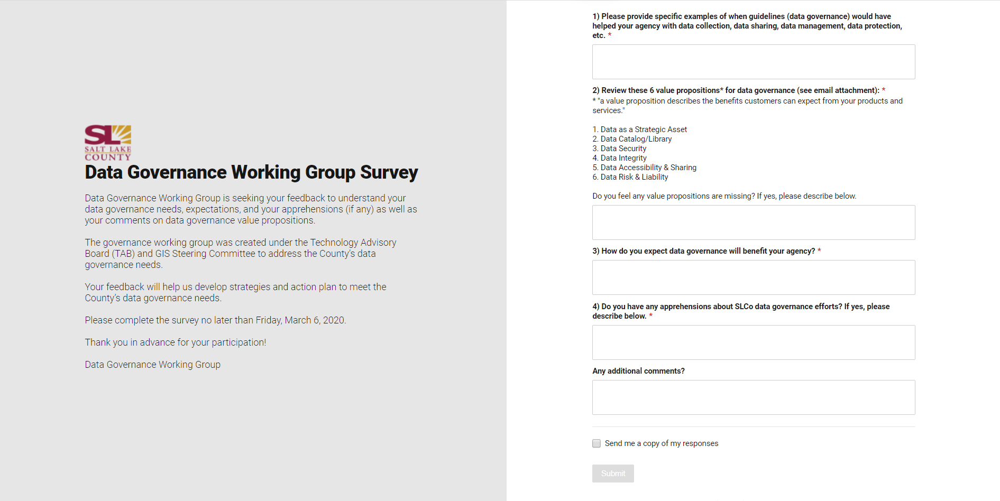 SL
SALT LAKE
COUNTY
Data Governance Working Group Survey
Data Governance Working Group is seeking your feedback to understand your
data governance needs, expectations, and your apprehensions (if any) as well as
your comments on data governance value propositions.
The governance working group was created under the Technology Advisory
Board (TAB) and GIS Steering Committee to address the County’s data
governance needs.
Your feedback will help us develop strategies and action plan to meet the
County’s data governance needs.
Please complete the survey no later than Friday, March 6, 2020.
Thank you in advance for your participation!
Data Governance Working Group
1) Please provide specific examples of when guidelines (data governance) would have
helped your agency with data collection, data sharing, data management, data protection,
etc. *
2) Review these 6 value propositions* for data governance (see email attachment): *
* "a value proposition describes the benefits customers can expect from your products and
services."
1. Data as a Strategic Asset
2. Data Catalog/Library
3. Data Security
4. Data Integrity
5. Data Accessibility & Sharing
6. Data Risk & Liability
Do you feel any value propositions are missing? If yes, please describe below.
3) How do you expect data governance will benefit your agency? *
4) Do you have any apprehensions about SLCo data governance efforts? If yes, please
describe below. *
Any additional comments?
Send me a copy of my responses
Submit